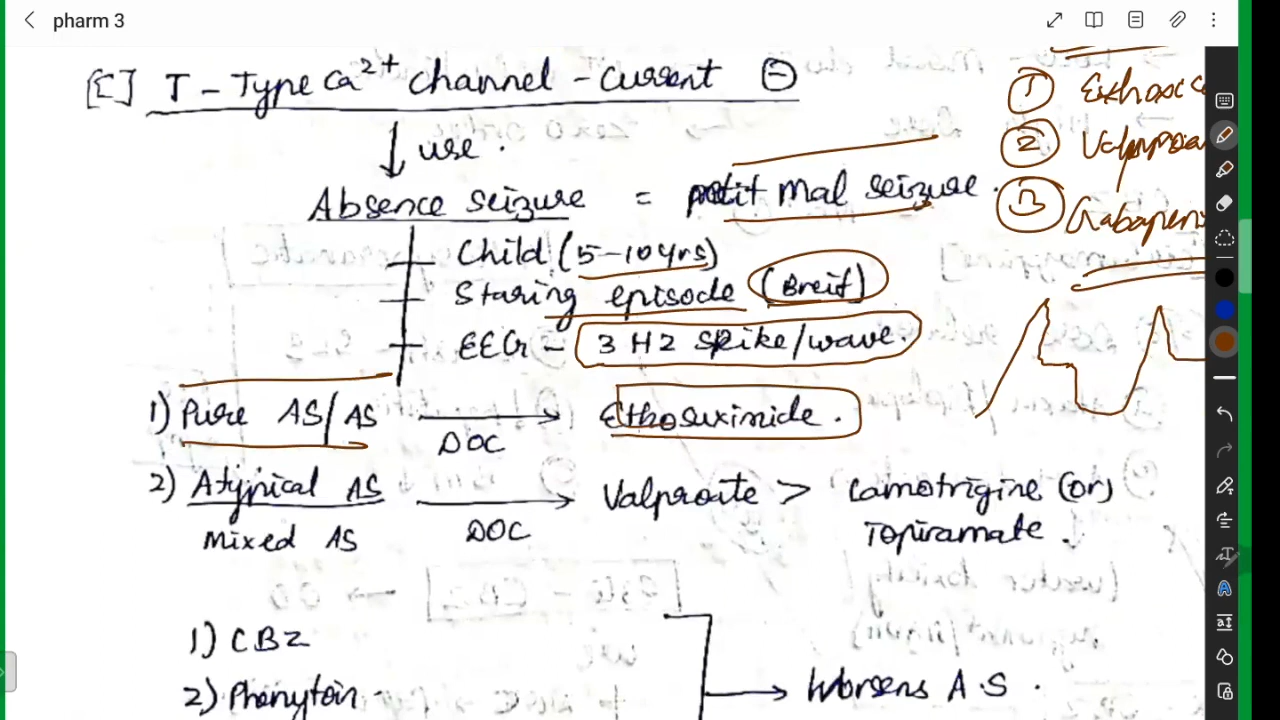 pharm 3
[C] T-Type Ca2+ channel-current ⊖
↓ use.
Absence seizure = petit mal seizure.
Child (5-10yrs)
Staring episode (Breif)
EEG - 3 HZ spike/wave.
1) Pure AS/AS → DOC Ethosuximide.
2) Atypical AS → DOC Valproate > Lamotrigine (or)
Mixed AS Topiramate.
1) CBZ
2) Phenytoin → Worsens A.S.
①
② Valproa
③ Gabapen